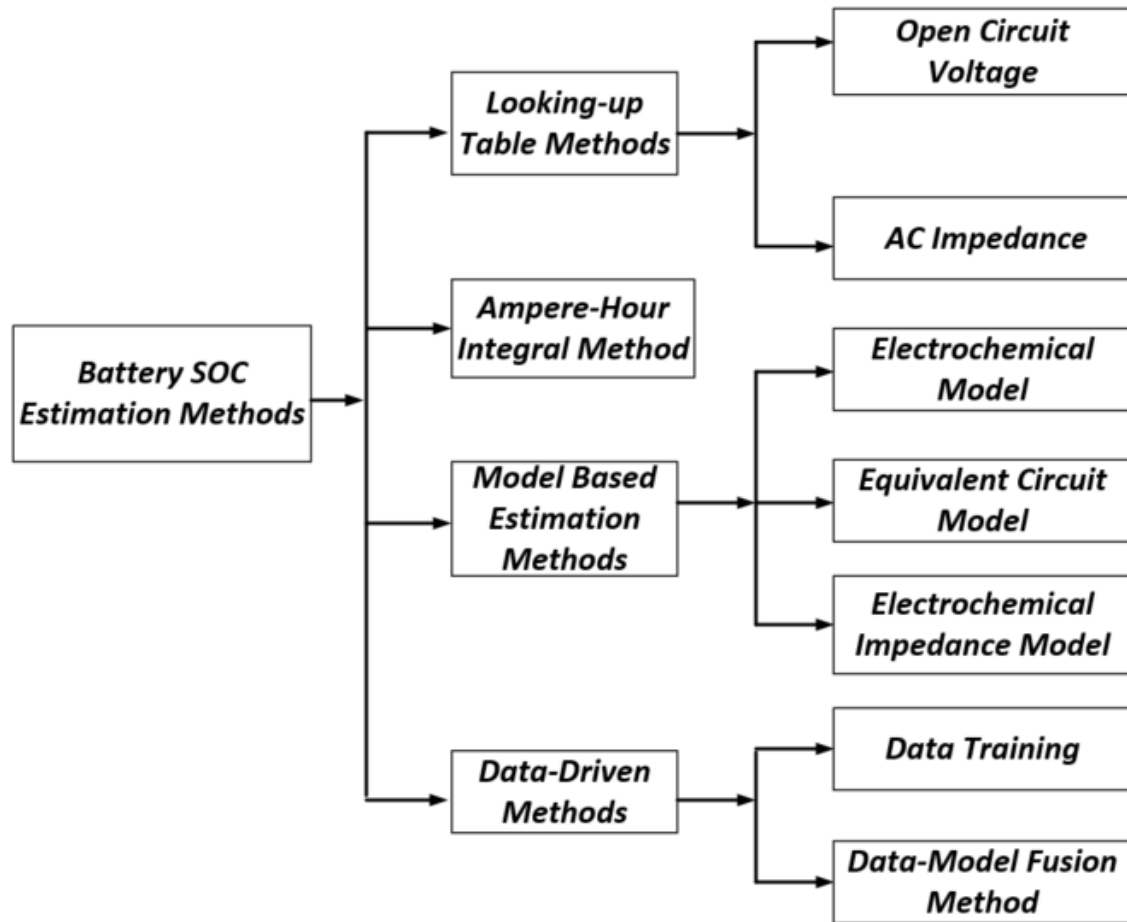 Battery SOC
Estimation Methods
Looking-up
Table Methods
Open Circuit
Voltage
AC Impedance
Ampere-Hour
Integral Method
Model Based
Estimation
Methods
Electrochemical
Model
Equivalent Circuit
Model
Electrochemical
Impedance Model
Data-Driven
Methods
Data Training
Data-Model Fusion
Method